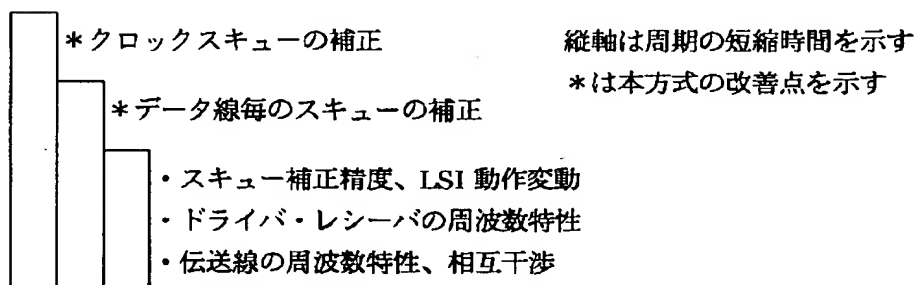 *クロックスキューの補正
縦軸は周期の短縮時間を示す
*は本方式の改善点を示す
*データ線毎のスキューの補正
・スキュー補正精度、LSI 動作変動
・ドライバ・レシーバの周波数特性
・伝送線の周波数特性、相互干渉